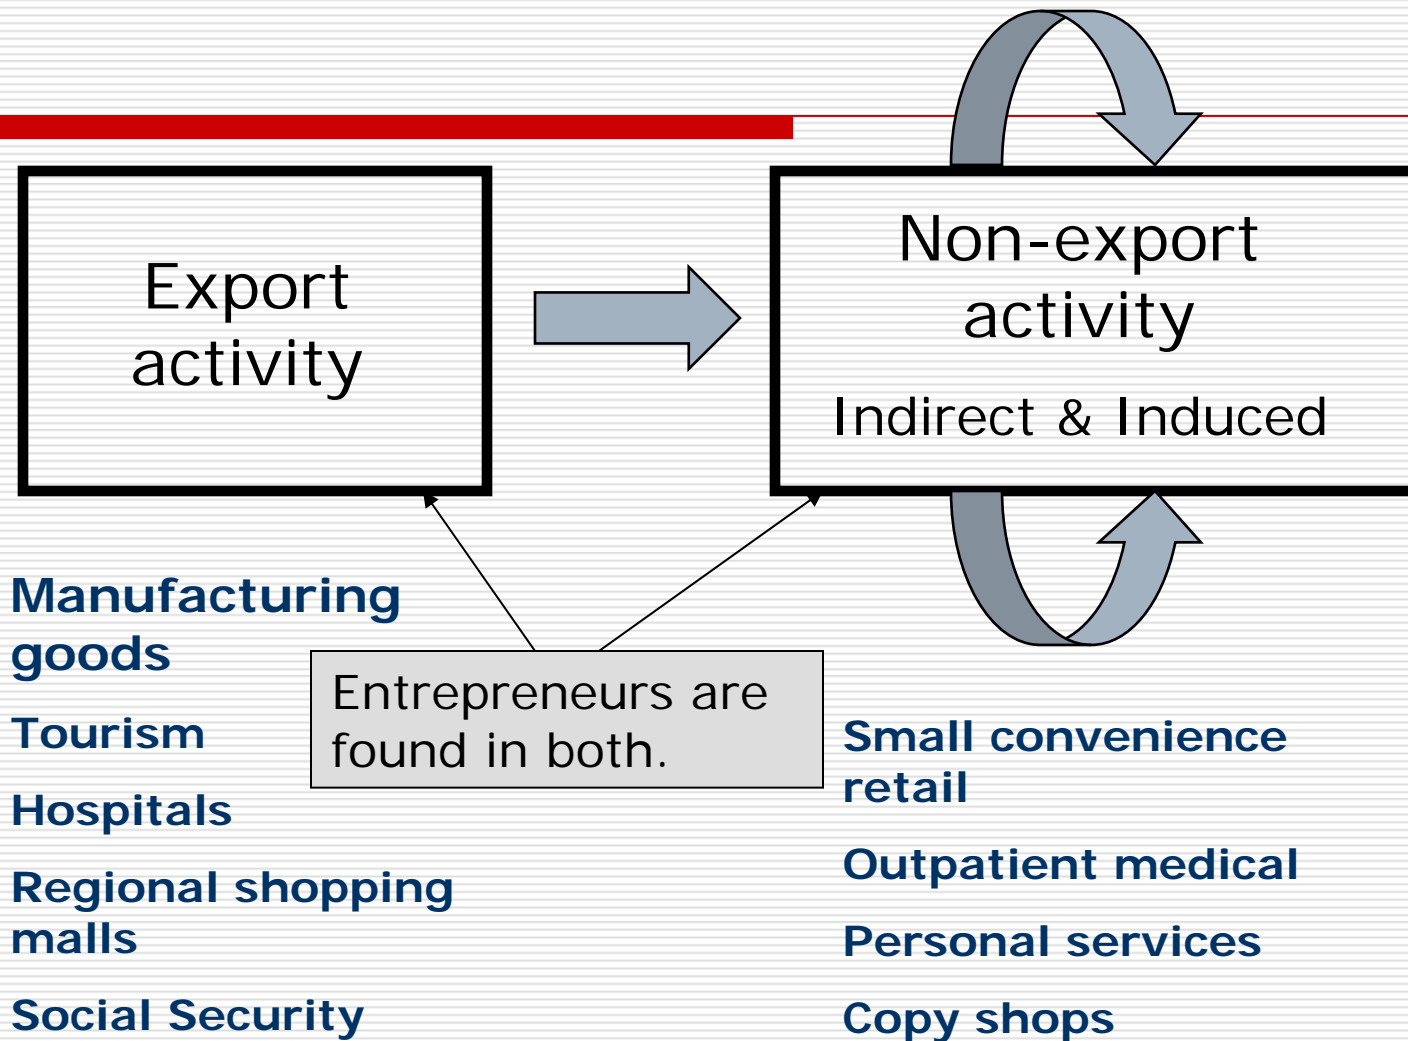 Export
activity
Non-export
activity
Indirect & Induced
Manufacturing
goods
Tourism
Hospitals
Regional shopping
malls
Social Security
Entrepreneurs are
found in both.
Small convenience
retail
Outpatient medical
Personal services
Copy shops